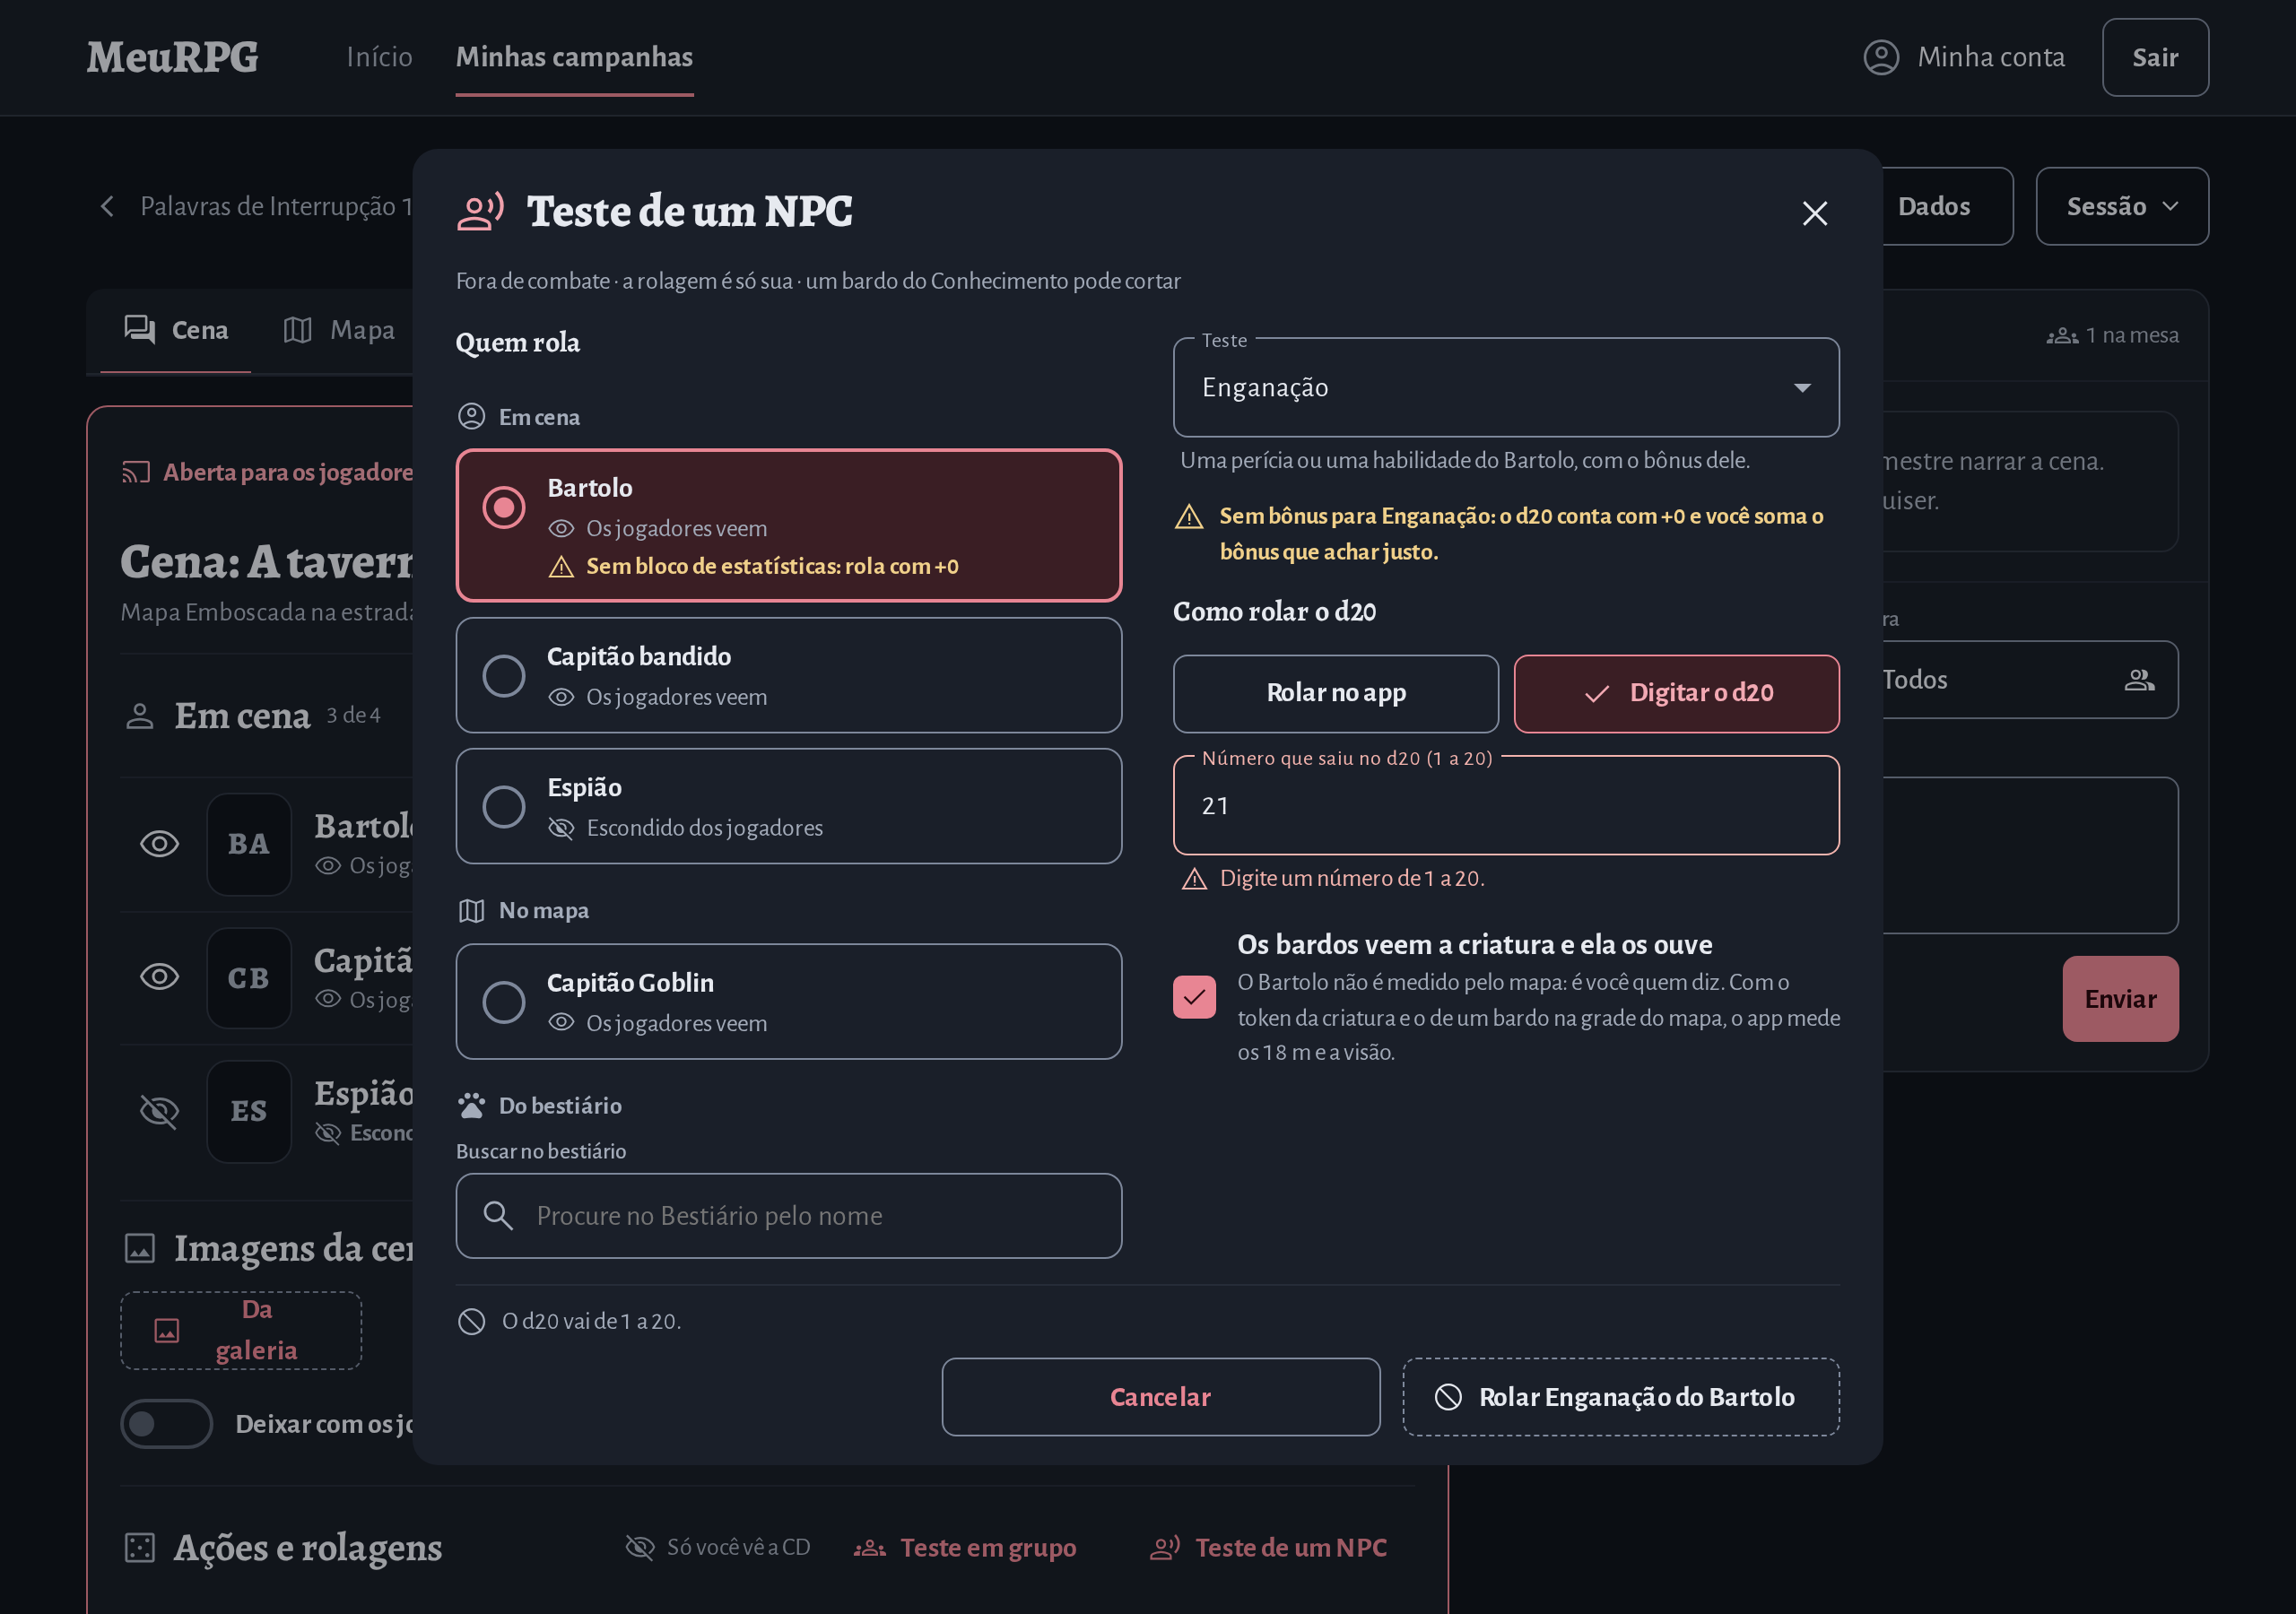 MeuRPG
Início
Minhas campanhas
Minha conta
Sair
Palavras de Interrupção 1
Dados
Sessão
Cena
Mapa
1 na mesa
Aberta para os jogadore
mestre narrar a cena.
uiser.
Cena: A tavern
Mapa Emboscada na estrada
ra
Todos
Em cena
3 de 4
BA
Bartolo
Os jog
CB
Capitã
Os jog
ES
Espião
Escond
Enviar
Imagens da cen
Da
galeria
Deixar com os jo
Ações e rolagens
Só você vê a CD
Teste em grupo
Teste de um NPC
Teste de um NPC
Fora de combate · a rolagem é só sua · um bardo do Conhecimento pode cortar
Quem rola
Em cena
Bartolo
Os jogadores veem
Sem bloco de estatísticas: rola com +0
Capitão bandido
Os jogadores veem
Espião
Escondido dos jogadores
No mapa
Capitão Goblin
Os jogadores veem
Do bestiário
Buscar no bestiário
Procure no Bestiário pelo nome
Teste
Enganação
Uma perícia ou uma habilidade do Bartolo, com o bônus dele.
Sem bônus para Enganação: o d20 conta com +0 e você soma o
bônus que achar justo.
Como rolar o d20
Rolar no app
Digitar o d20
Número que saiu no d20 (1 a 20)
21
Digite um número de 1 a 20.
Os bardos veem a criatura e ela os ouve
O Bartolo não é medido pelo mapa: é você quem diz. Com o
token da criatura e o de um bardo na grade do mapa, o app mede
os 18 m e a visão.
O d20 vai de 1 a 20.
Cancelar
Rolar Enganação do Bartolo